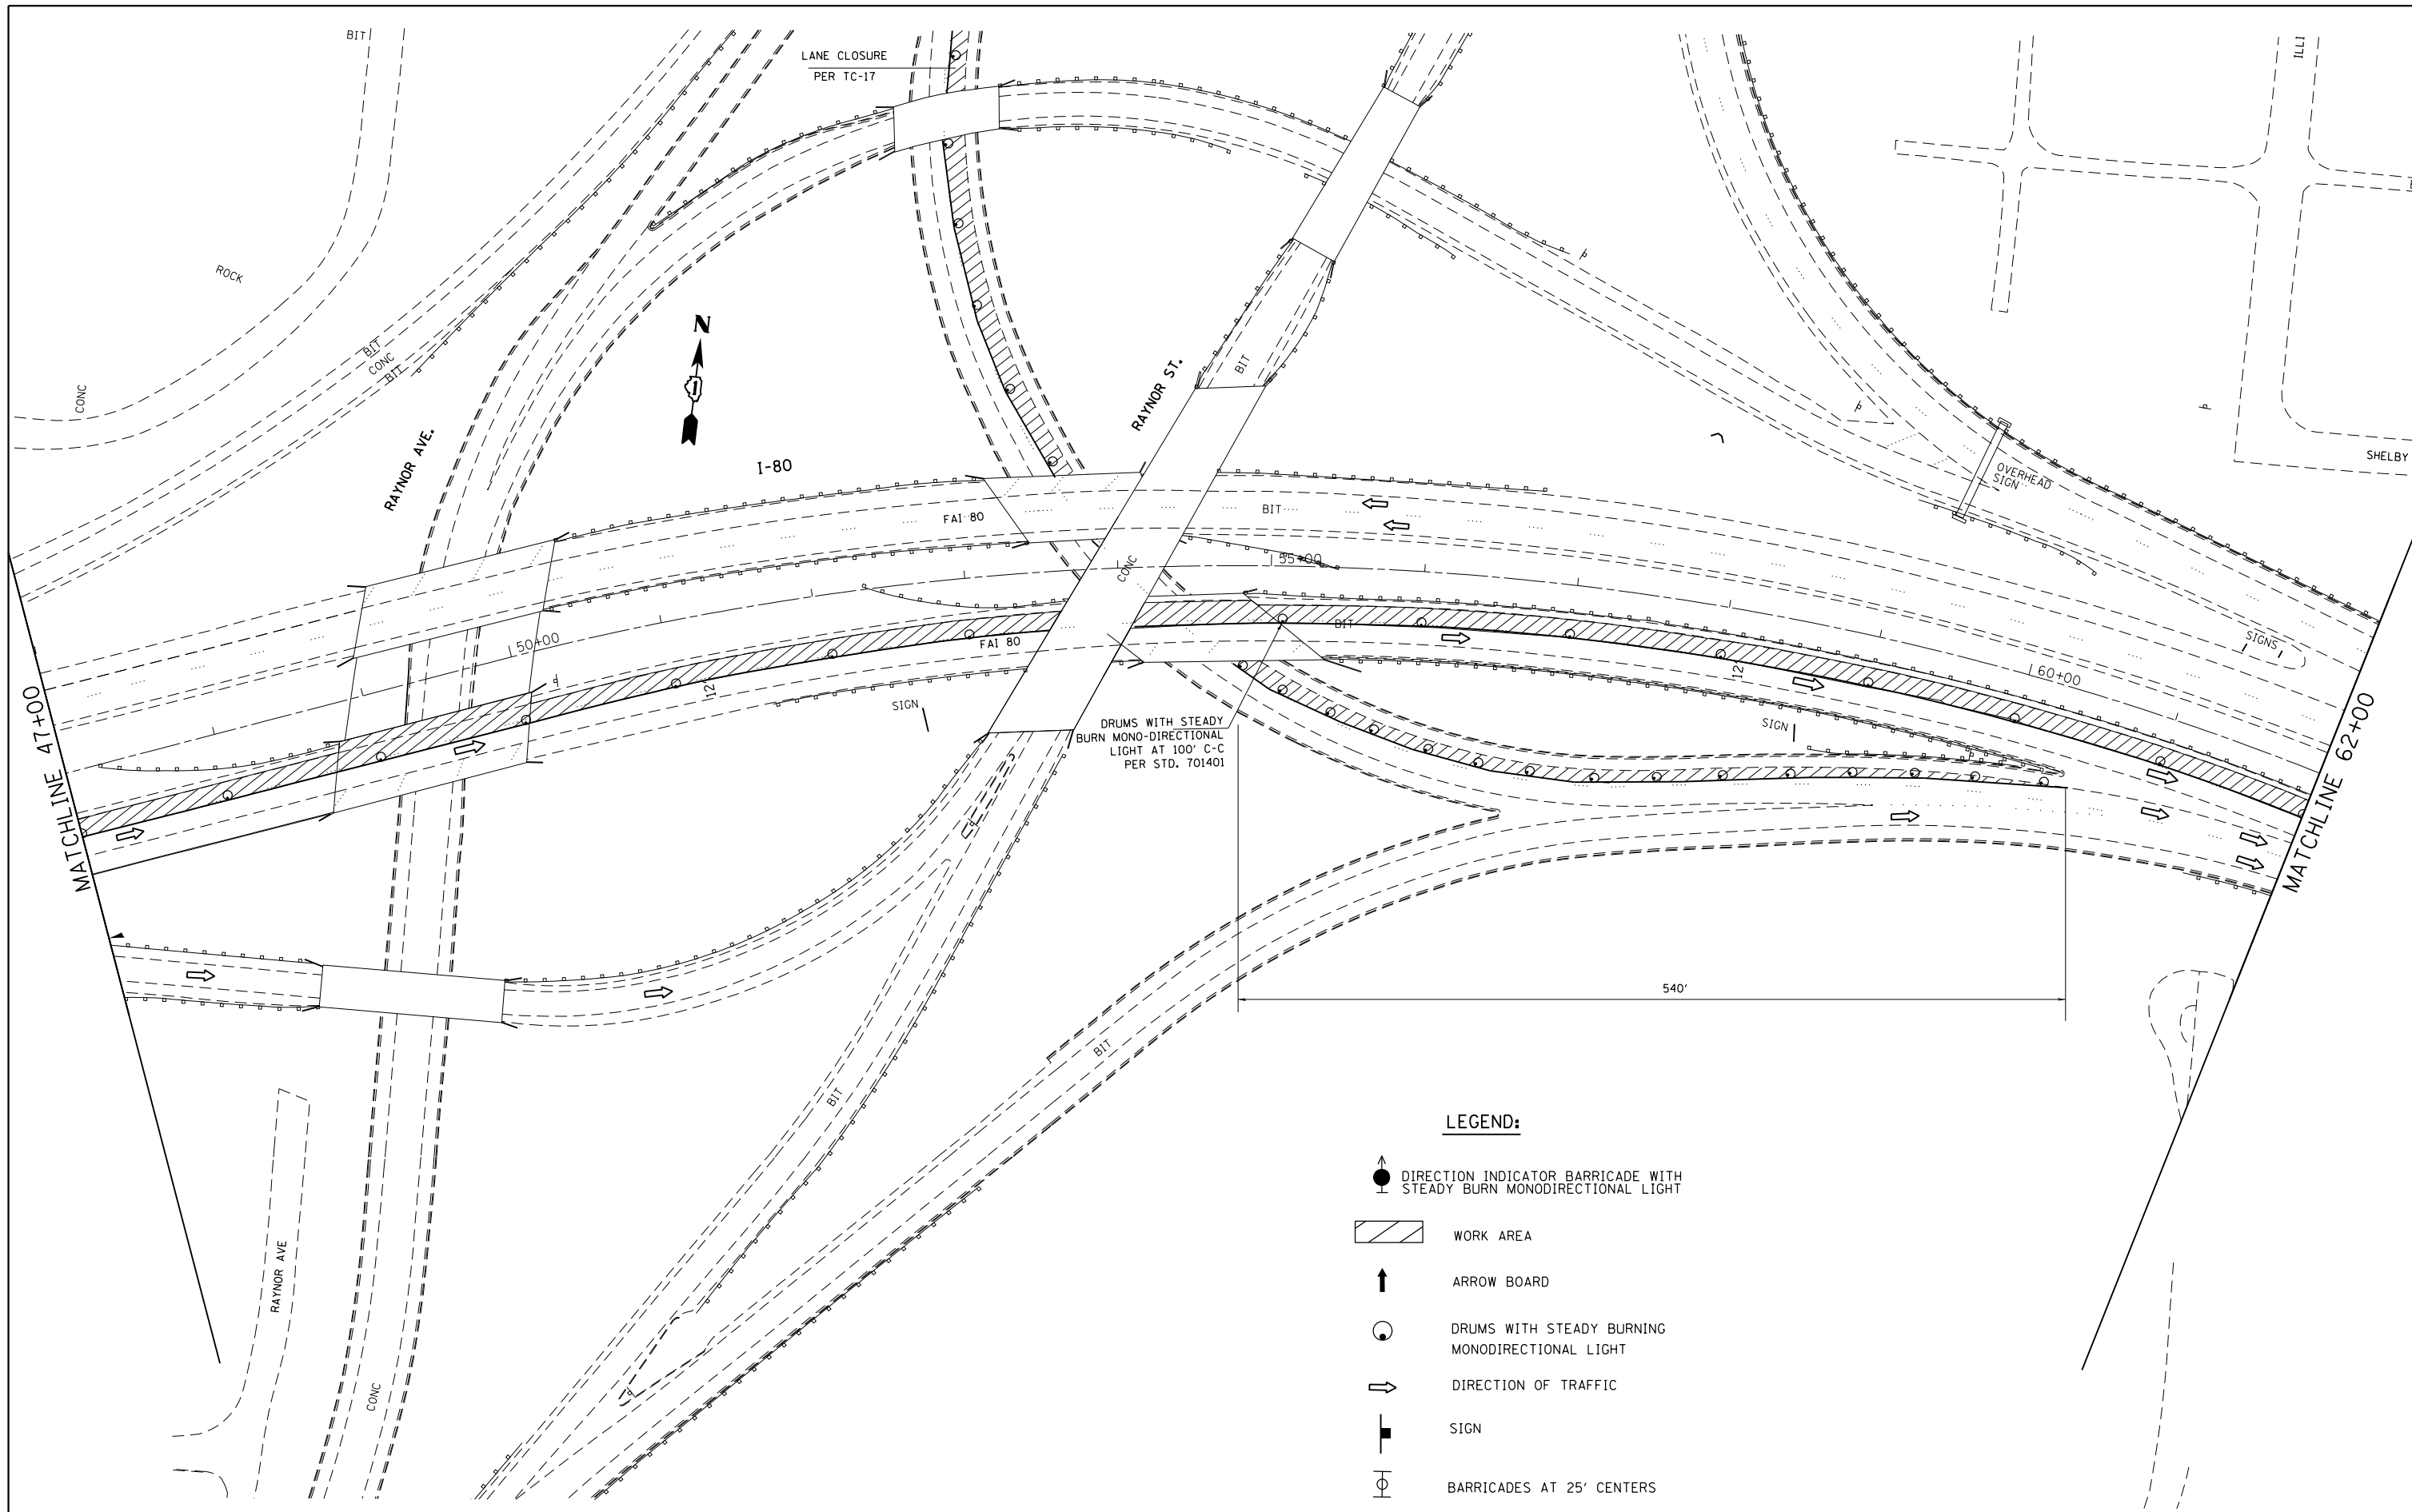 BIT
LANE CLOSURE
PER TC-17
ILLI
ROCK
CONC
BIT
CONC
BIT
N
I
RAYNOR AVE.
I-80
RAYNOR ST.
BIT
SHELBY
OVERHEAD
SIGN
FAI 80
BIT
CONC
55+00
50+00
FAI 80
BIT
SIGNS
60+00
12'
12'
SIGN
SIGN
MATCHLINE 47+00
MATCHLINE 62+00
DRUMS WITH STEADY
BURN MONO-DIRECTIONAL
LIGHT AT 100' C-C
PER STD. 701401
540'
BIT
BIT
RAYNOR AVE
CONC
LEGEND:
DIRECTION INDICATOR BARRICADE WITH
STEADY BURN MONODIRECTIONAL LIGHT
WORK AREA
ARROW BOARD
DRUMS WITH STEADY BURNING
MONODIRECTIONAL LIGHT
DIRECTION OF TRAFFIC
SIGN
BARRICADES AT 25' CENTERS